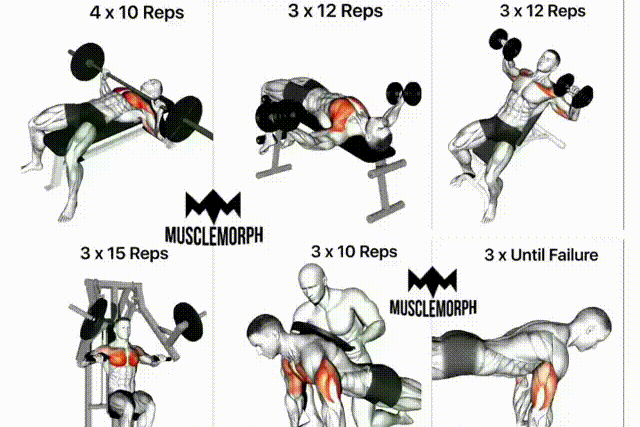 4 x 10 Reps
3 x 12 Reps
3 x 12 Reps
MUSCLEMORPH
3 x 15 Reps
3 x 10 Reps
3 x Until Failure
MUSCLEMORPH